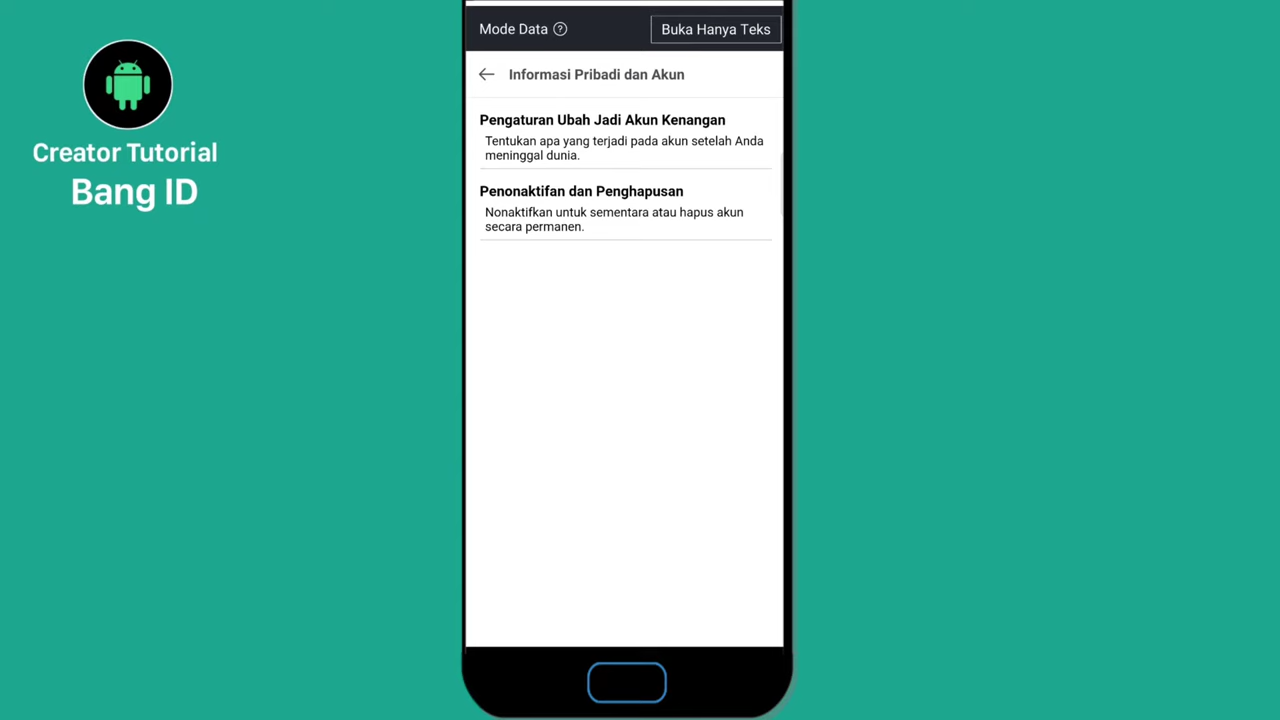 Creator Tutorial
Bang ID
Mode Data ?
Buka Hanya Teks
Informasi Pribadi dan Akun
Pengaturan Ubah Jadi Akun Kenangan
Tentukan apa yang terjadi pada akun setelah Anda
meninggal dunia.
Penonaktifan dan Penghapusan
Nonaktifkan untuk sementara atau hapus akun
secara permanen.